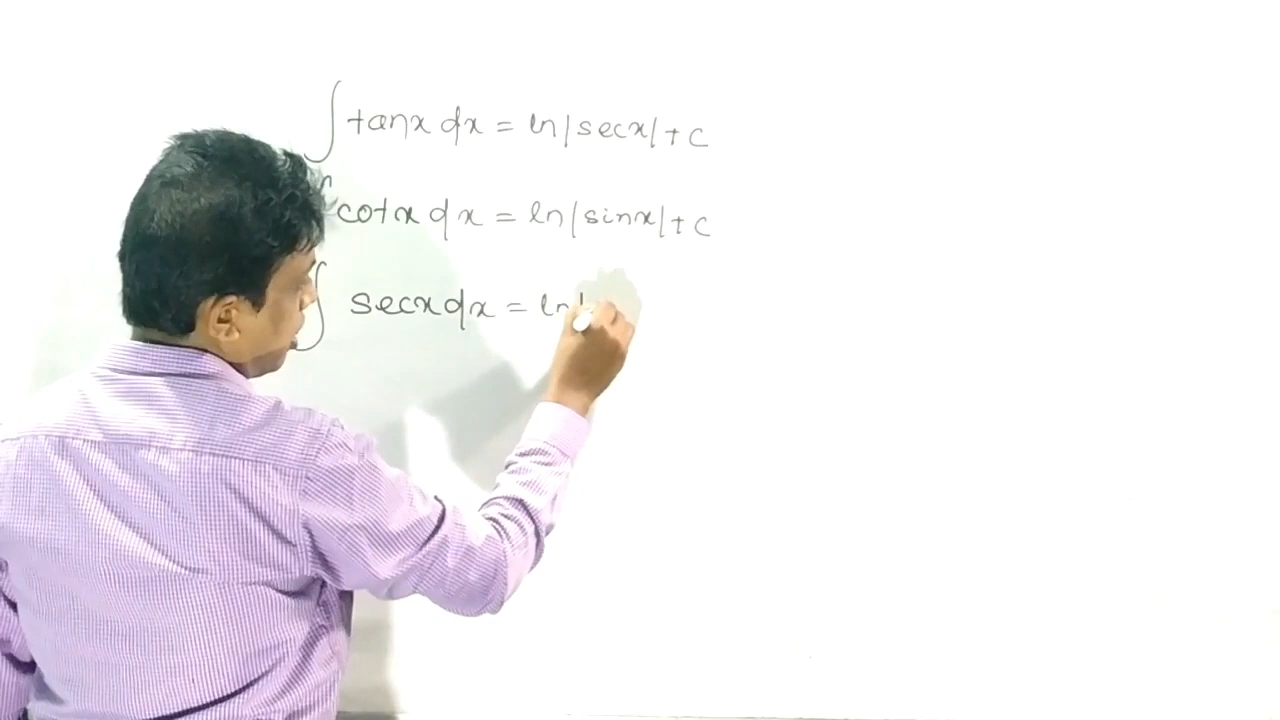 ∫ tanx dx = ln|secx| + c
∫ cotx dx = ln|sinx| + c
∫ secx dx = ln|